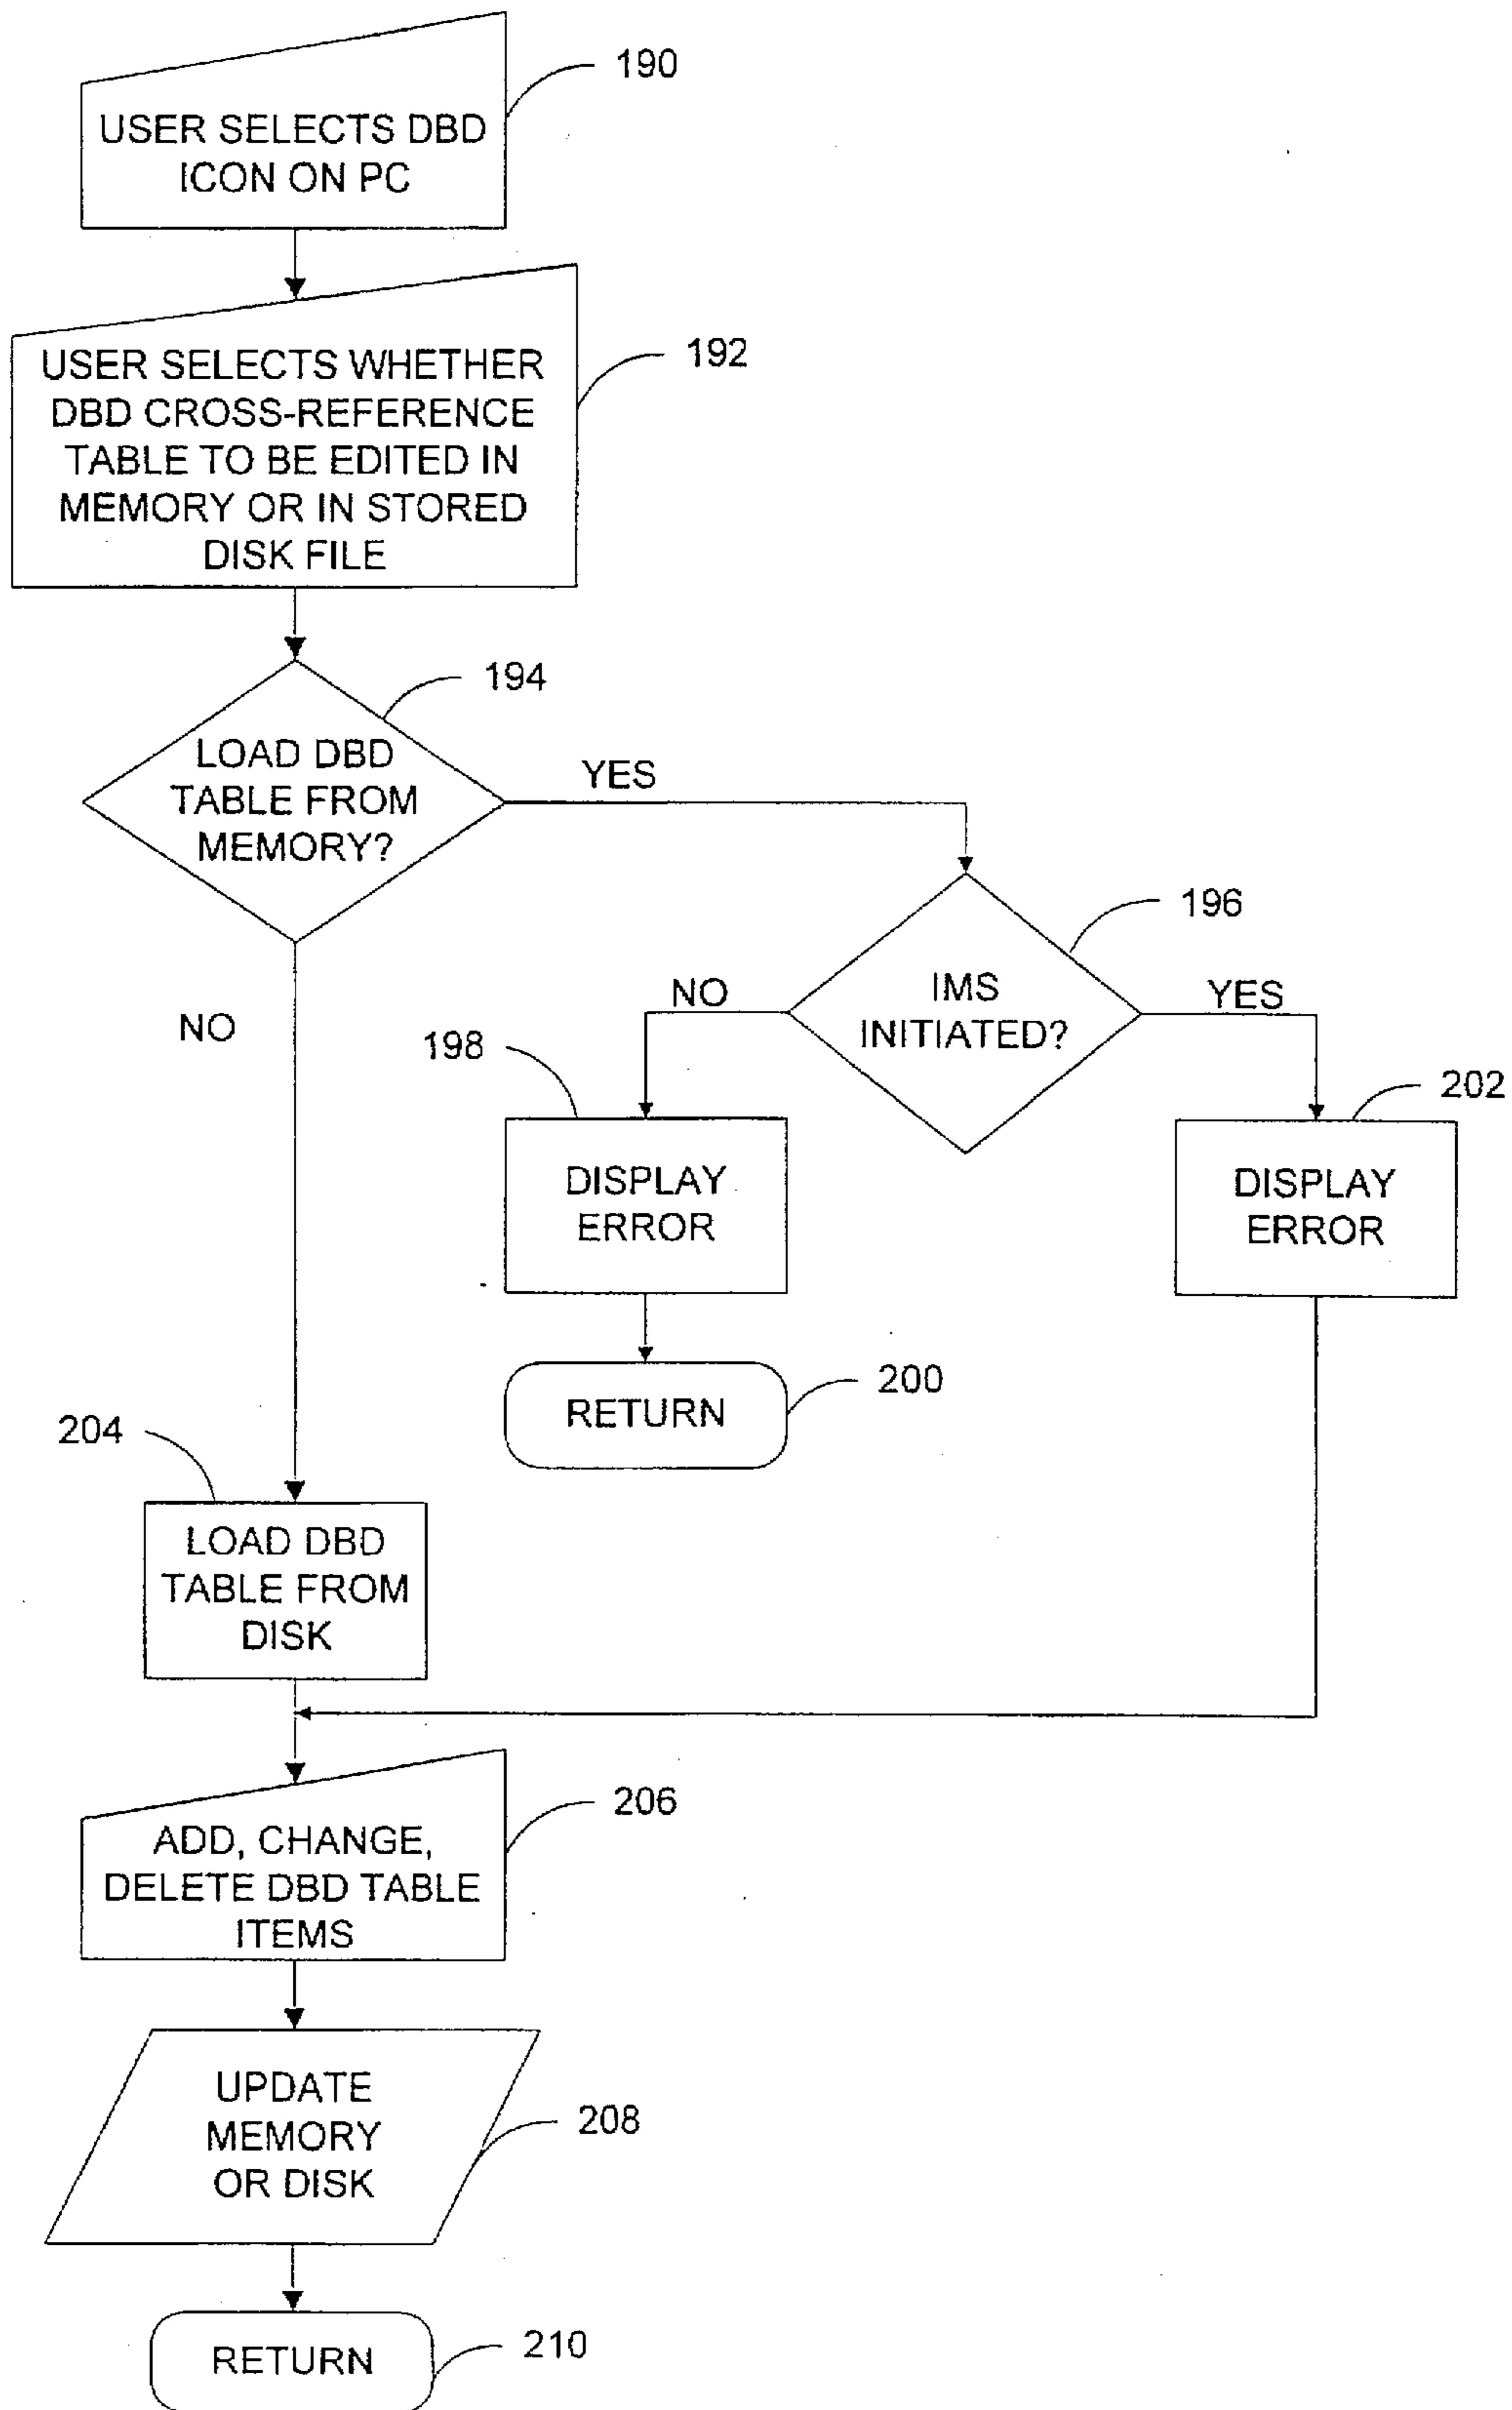 190
USER SELECTS DBD
ICON ON PC
192
USER SELECTS WHETHER
DBD CROSS-REFERENCE
TABLE TO BE EDITED IN
MEMORY OR IN STORED
DISK FILE
194
LOAD DBD
TABLE FROM
MEMORY?
YES
196
IMS
INITIATED?
NO
YES
NO
198
202
DISPLAY
ERROR
DISPLAY
ERROR
200
RETURN
204
LOAD DBD
TABLE FROM
DISK
206
ADD, CHANGE,
DELETE DBD TABLE
ITEMS
UPDATE
MEMORY
OR DISK
208
RETURN
210